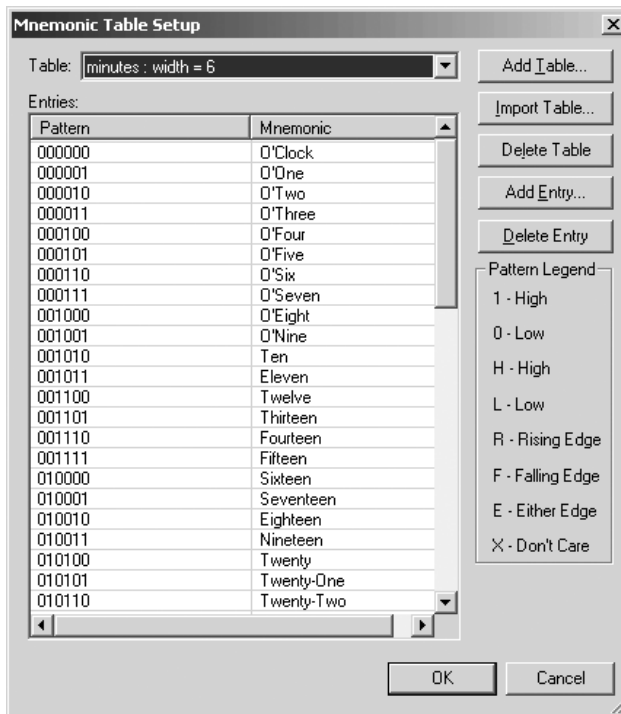 Mnemonic Table Setup
Table: minutes : width = 6
Add Table...
Entries:
Import Table...
Pattern Mnemonic
Delete Table
000000 O'Clock
000001 O'One
000010 O'Two
Add Entry...
000011 O'Three
000100 O'Four
Delete Entry
000101 O'Five
000110 O'Six
Pattern Legend
000111 O'Seven
1 - High
001000 O'Eight
001001 O'Nine
0 - Low
001010 Ten
001011 Eleven
H - High
001100 Twelve
L - Low
001101 Thirteen
001110 Fourteen
R - Rising Edge
001111 Fifteen
010000 Sixteen
F - Falling Edge
010001 Seventeen
010010 Eighteen
E - Either Edge
010011 Nineteen
X - Don't Care
010100 Twenty
010101 Twenty-One
010110 Twenty-Two
OK Cancel